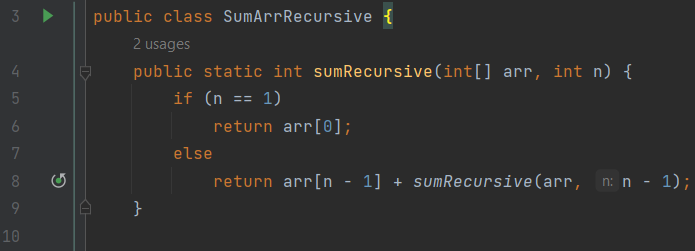 3 public class SumArrRecursive {
2 usages
4 public static int sumRecursive(int[] arr, int n) {
5 if (n == 1)
6 return arr[0];
7 else
8 return arr[n - 1] + sumRecursive(arr, n: n - 1);
9 }
10